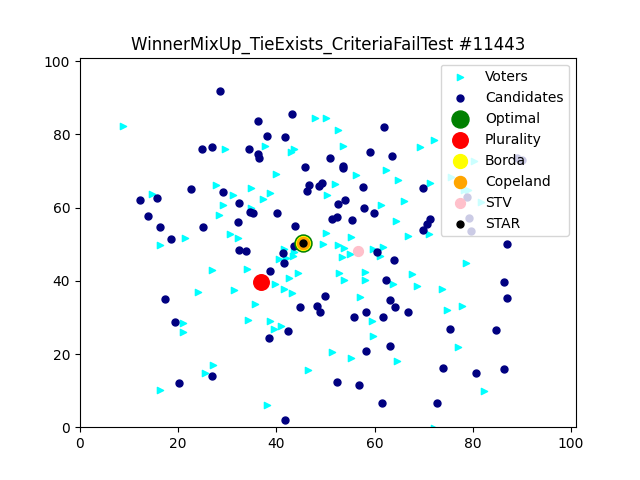 WinnerMixUp_TieExists_CriteriaFailTest #11443
100
80
60
40
20
0
0 20 40 60 80 100
Voters
Candidates
Optimal
Plurality
Borda
Copeland
STV
STAR